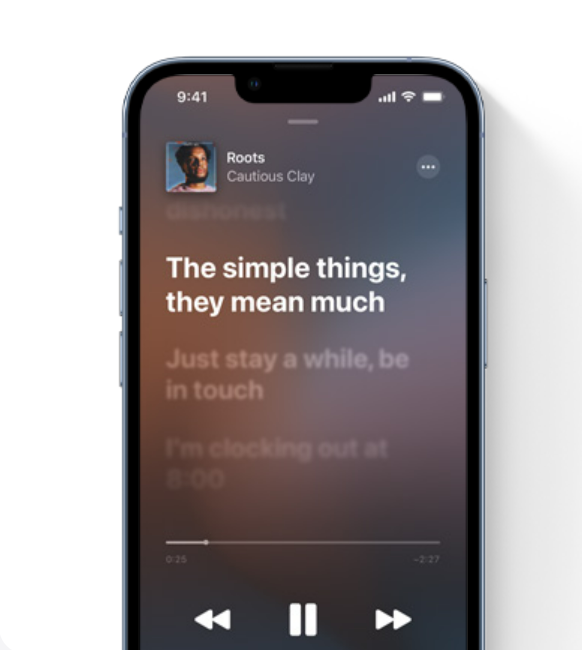 9:41
Roots
Cautious Clay
dishonest
The simple things,
they mean much
Just stay a while, be
in touch
I'm clocking out at
8:00
0:25
-2:27